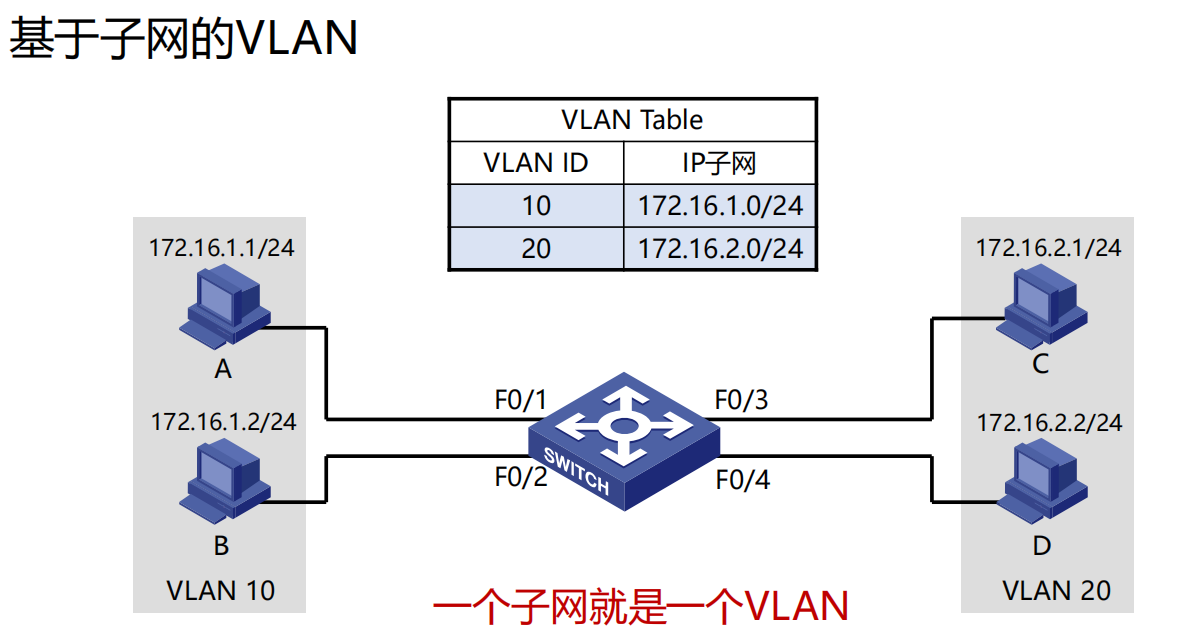 基于子网的VLAN
VLAN Table
VLAN ID IP子网
10 172.16.1.0/24
20 172.16.2.0/24
172.16.1.1/24
A
172.16.1.2/24
B
VLAN 10
F0/1
F0/2
SWITCH
F0/3
F0/4
172.16.2.1/24
C
172.16.2.2/24
D
VLAN 20
一个子网就是一个VLAN